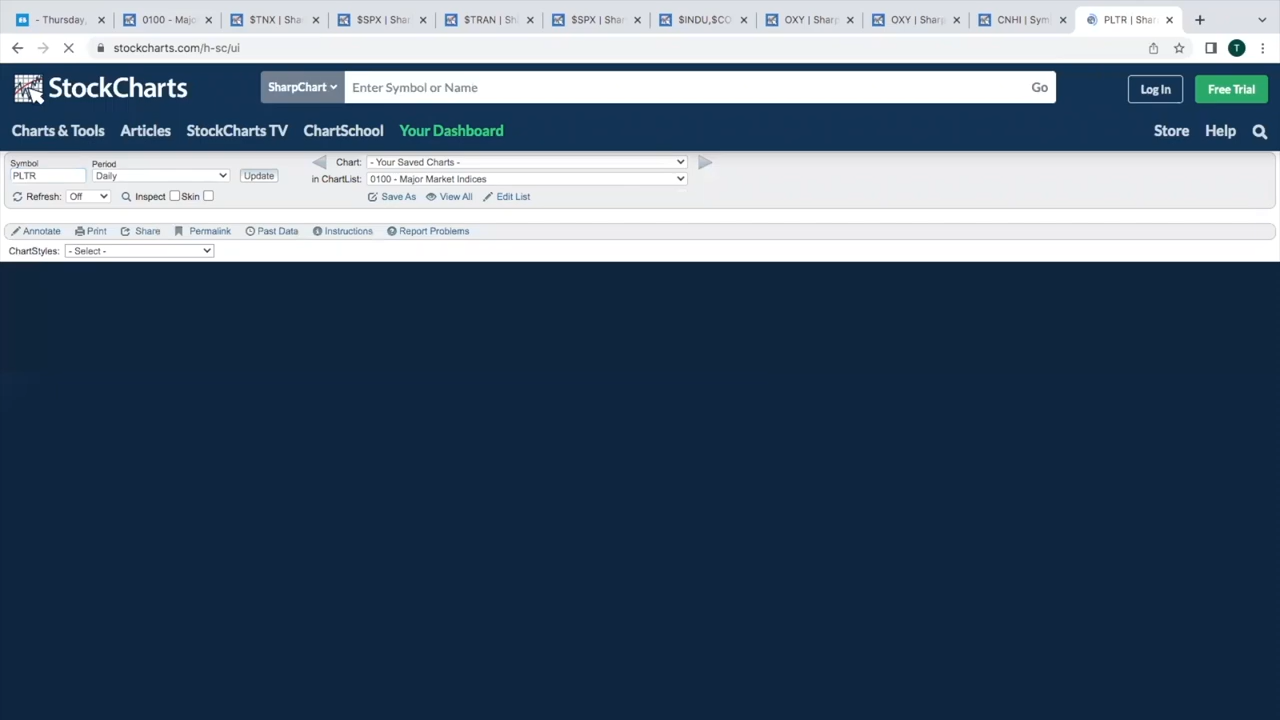 - Thursday,
0100 - Majo
$TNX | Sha
$SPX | Shar
$TRAN | Sh
$SPX | Shar
$INDU,$CO
OXY | Sharp
OXY | Sharp
CNHI | Sym
PLTR | Shar
stockcharts.com/h-sc/ui
T
StockCharts
SharpChart
Enter Symbol or Name
Go
Log In
Free Trial
Charts & Tools
Articles
StockCharts TV
ChartSchool
Your Dashboard
Store
Help
Symbol
Period
PLTR
Daily
Update
Chart:
- Your Saved Charts -
in ChartList:
0100 - Major Market Indices
Refresh:
Off
Inspect
Skin
Save As
View All
Edit List
Annotate
Print
Share
Permalink
Past Data
Instructions
Report Problems
ChartStyles:
- Select -